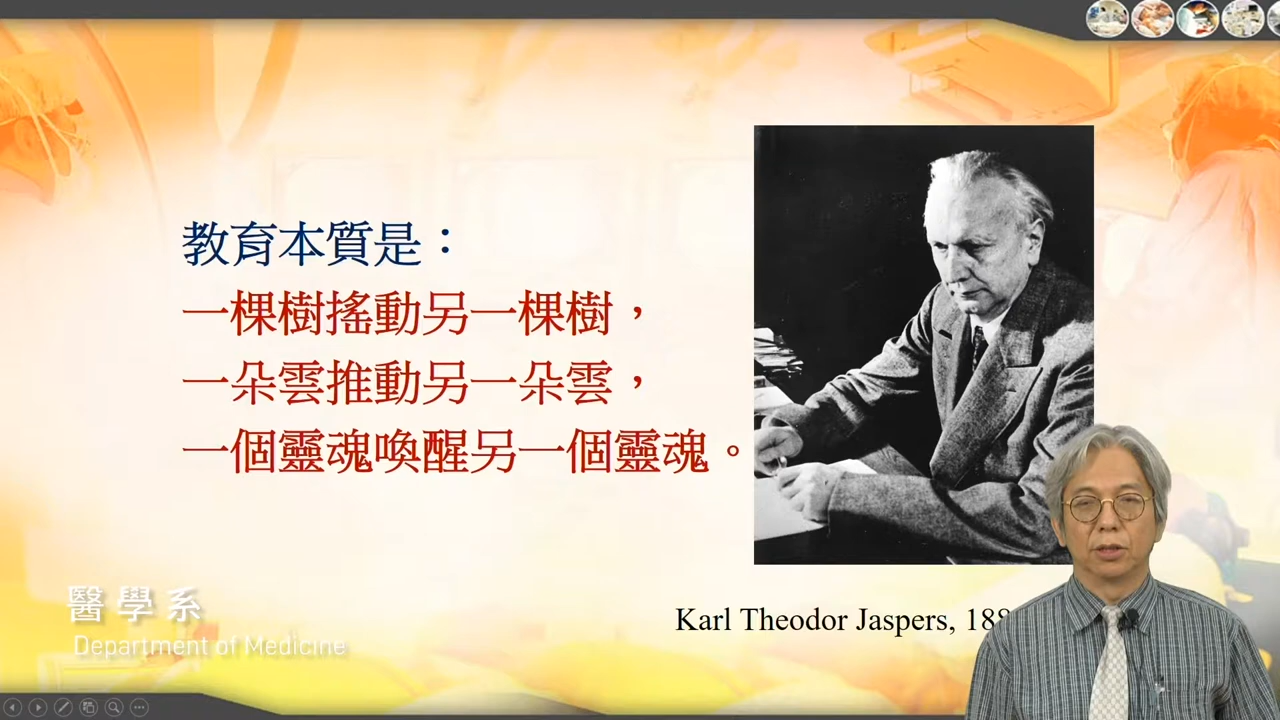 教育本質是：
一棵樹搖動另一棵樹，
一朵雲推動另一朵雲，
一個靈魂喚醒另一個靈魂。
醫學系
Department of Medicine
Karl Theodor Jaspers, 188